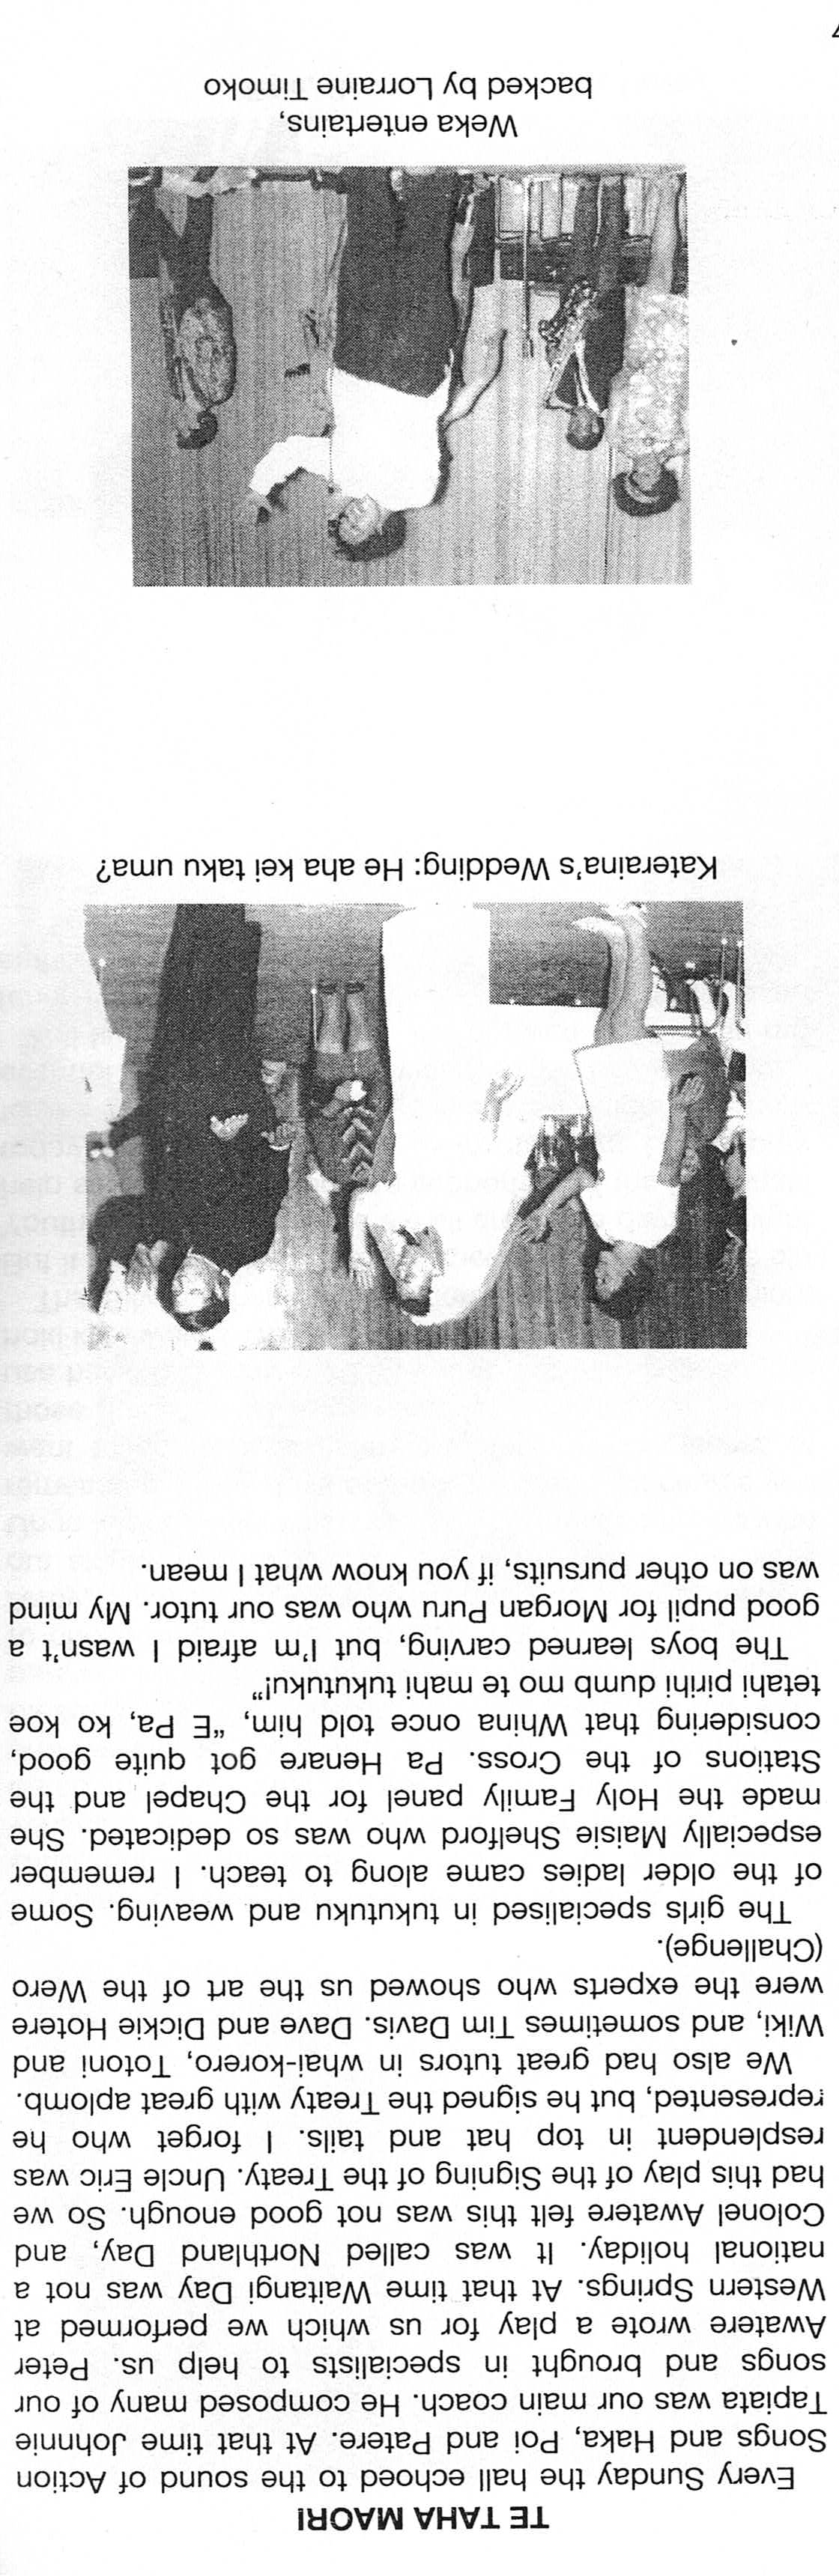 TE TAHA MAORI
Every Sunday the hall echoed to the sound of Action
Songs and Haka, Poi and Patere. At that time Johnnie
Tapiata was our main coach. He composed many of our
songs and brought in specialists to help us. Peter
Awatere wrote a play for us which we performed at
Western Springs. At that time Waitangi Day was not a
national holiday. It was called Northland Day, and
Colonel Awatere felt this was not good enough. So we
had this play of the Signing of the Treaty. Uncle Eric was
resplendent in top hat and tails. I forget who he
represented, but he signed the Treaty with great aplomb.
We also had great tutors in whai-korero, Totoni and
Wiki, and sometimes Tim Davis. Dave and Dickie Hotere
were the experts who showed us the art of the Wero
(Challenge).
The girls specialised in tukutuku and weaving. Some
of the older ladies came along to teach. I remember
especially Maisie Shelford who was so dedicated. She
made the Holy Family panel for the Chapel and the
Stations of the Cross. Pa Henare got quite good,
considering that Whina once told him, “E Pa, ko koe
tetahi pirihi dumb mo te mahi tukutuku!”
The boys learned carving, but I’m afraid I wasn’t a
good pupil for Morgan Puru who was our tutor. My mind
was on other pursuits, if you know what I mean.
Kateraina’s Wedding: He aha kei taku uma?
Weka entertains,
backed by Lorraine Timoko